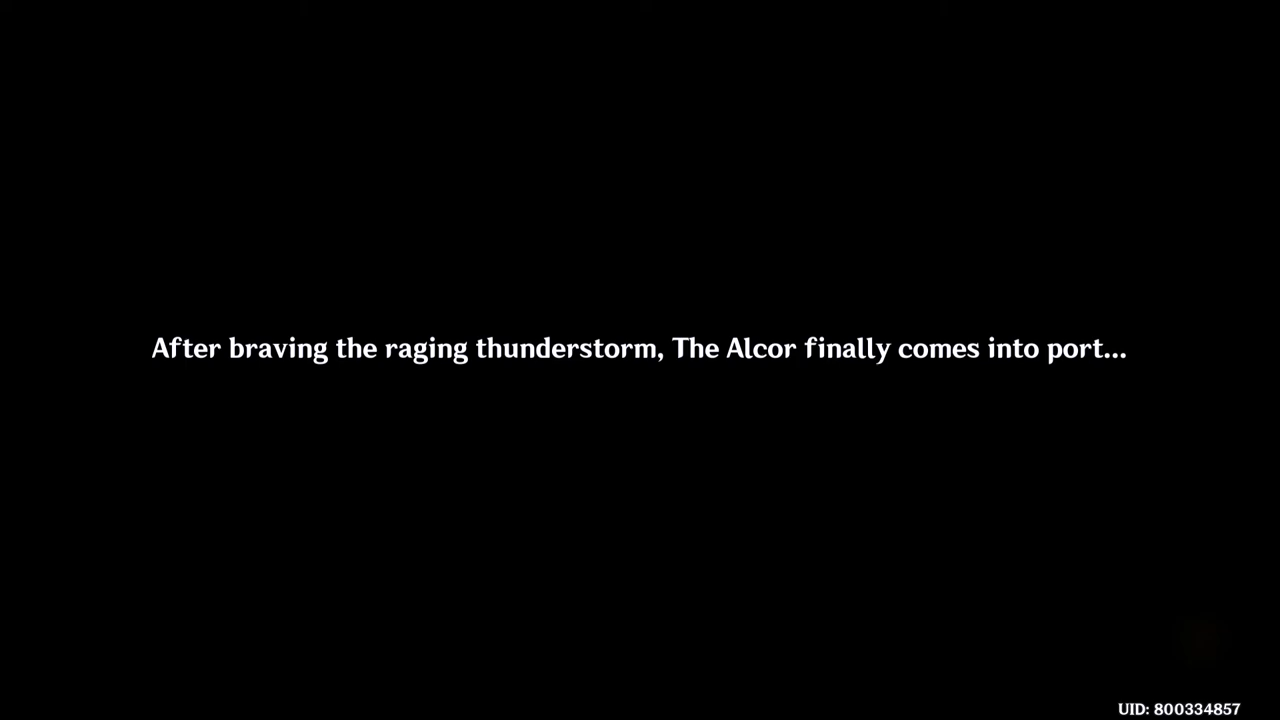 After braving the raging thunderstorm, The Alcor finally comes into port...
UID: 800334857